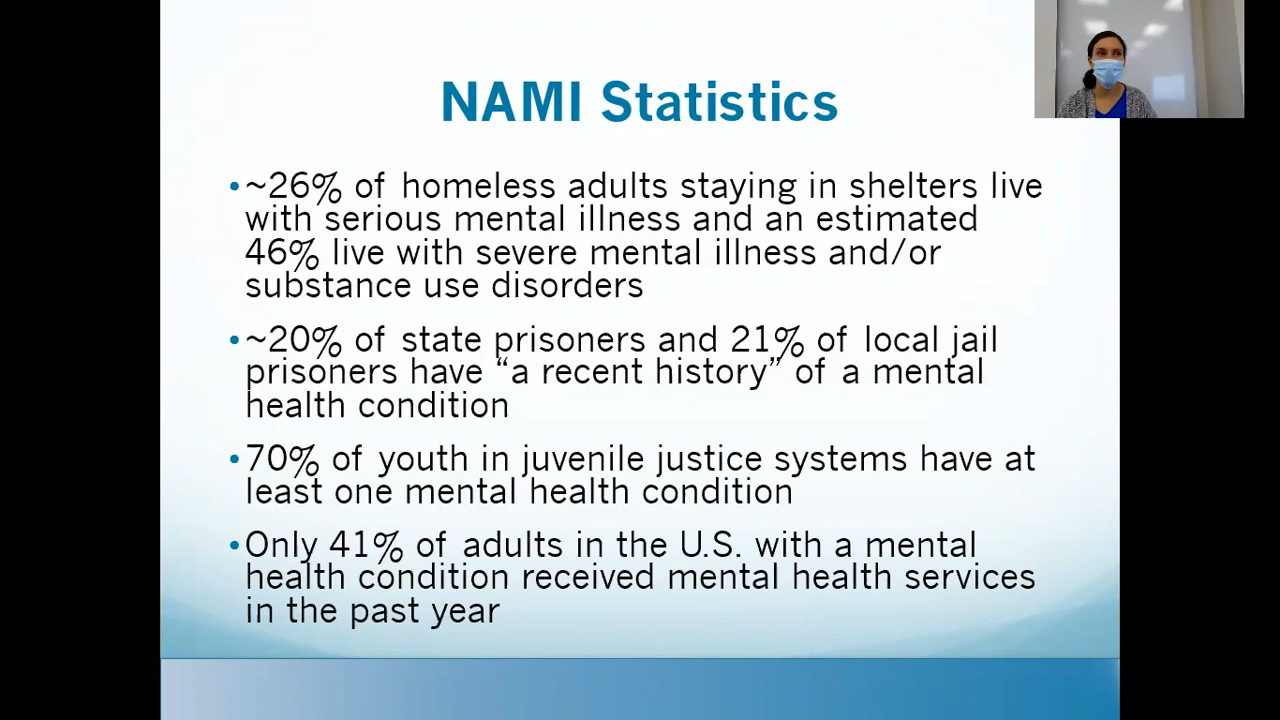 NAMI Statistics
•~26% of homeless adults staying in shelters live
with serious mental illness and an estimated
46% live with severe mental illness and/or
substance use disorders
•~20% of state prisoners and 21% of local jail
prisoners have “a recent history” of a mental
health condition
•70% of youth in juvenile justice systems have at
least one mental health condition
•Only 41% of adults in the U.S. with a mental
health condition received mental health services
in the past year